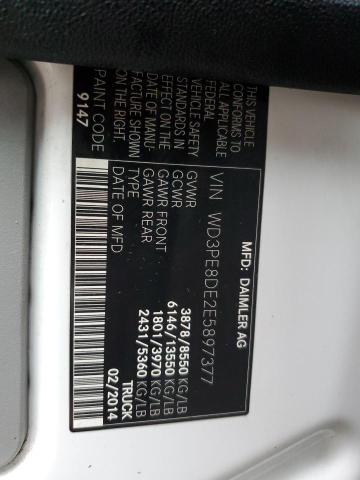 MFD. BY DAIMLER AG
VIN WD3PE8DE2E5897377
GVWR 3878/8550 KG/LB
GCWR 6146/13550 KG/LB
GAWR FRONT 1801/3970 KG/LB
GAWR REAR 2431/5360 KG/LB
TYPE TRUCK
DATE OF MFD 02/2014
THIS VEHICLE
CONFORMS TO
ALL APPLICABLE
FEDERAL
VEHICLE SAFETY
STANDARDS IN
EFFECT ON THE
DATE OF MANU-
FACTURE SHOWN
ON THE RIGHT
PAINT CODE
9147